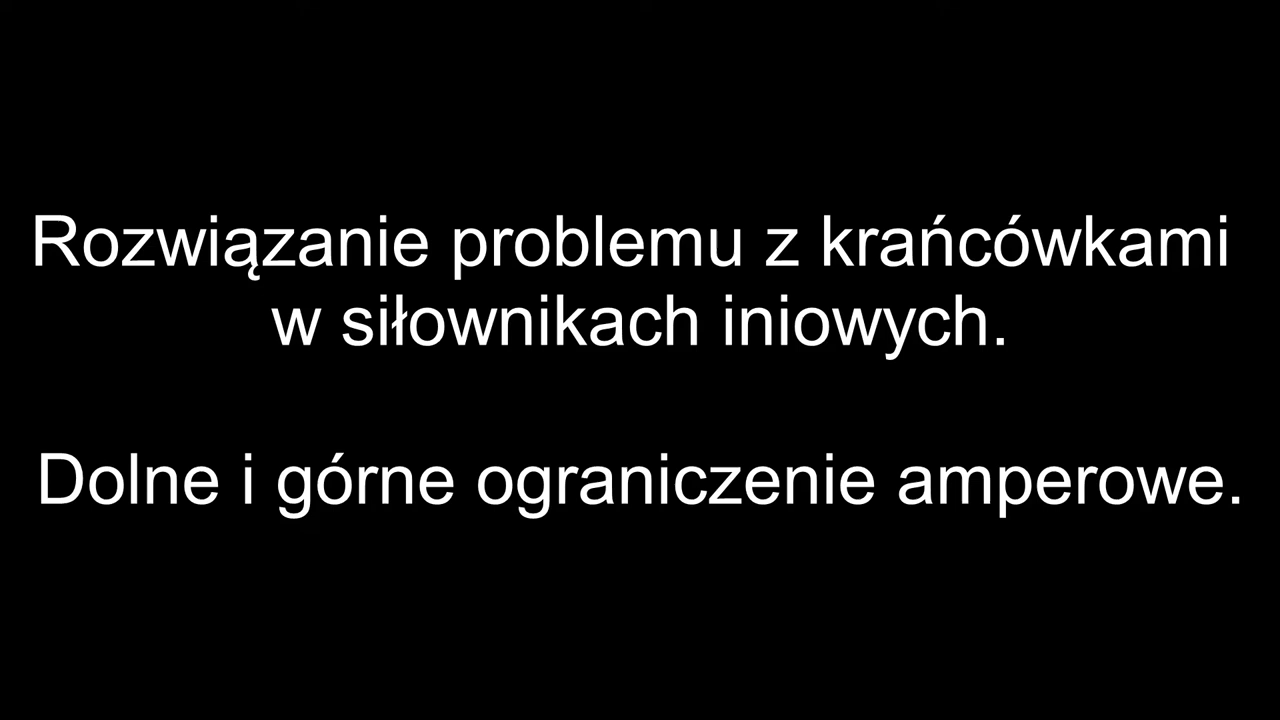 Rozwiązanie problemu z krańcówkami
w siłownikach iniowych.
Dolne i górne ograniczenie amperowe.